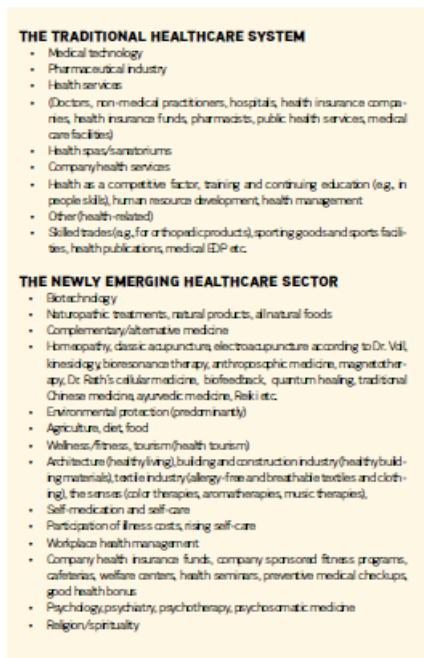 THE TRADITIONAL HEALTHCARE SYSTEM
• Medical technology
• Pharmaceutical industry
• Health services
• (Doctors, non-medical practitioners, hospitals, health insurance compa-
nies, health insurance funds, pharmacists, public health services, medical
care facilities)
• Health spas/sanatoriums
• Company health services
• Health as a competitive factor, training and continuing education (e.g., in
people skills), human resource development, health management
• Other (health-related)
• Skilled trades (e.g., for orthopedic products), sporting goods and sports facili-
ties, health publications, medical EDP etc.
THE NEWLY EMERGING HEALTHCARE SECTOR
• Biotechnology
• Naturopathic treatments, natural products, all natural foods
• Complementary/alternative medicine
• Homeopathy, classic acupuncture, electroacupuncture according to Dr. Voll,
kinesiology, bioresonance therapy, anthroposophic medicine, magnetother-
apy, Dr. Rath's cellular medicine, biofeedback, quantum healing, traditional
Chinese medicine, ayurvedic medicine, Reiki etc.
• Environmental protection (predominantly)
• Agriculture, diet, food
• Wellness/fitness, tourism (health tourism)
• Architecture (healthy living), building and construction industry (healthy build-
ing materials), textile industry (allergy-free and breathable textiles and cloth-
ing), the senses (color therapies, aromatherapies, music therapies),
• Self-medication and self-care
• Participation of illness costs, rising self-care
• Workplace health management
• Company health insurance funds, company sponsored fitness programs,
cafeterias, welfare centers, health seminars, preventive medical checkups,
good health bonus
• Psychology, psychiatry, psychotherapy, psychosomatic medicine
• Religion/spirituality